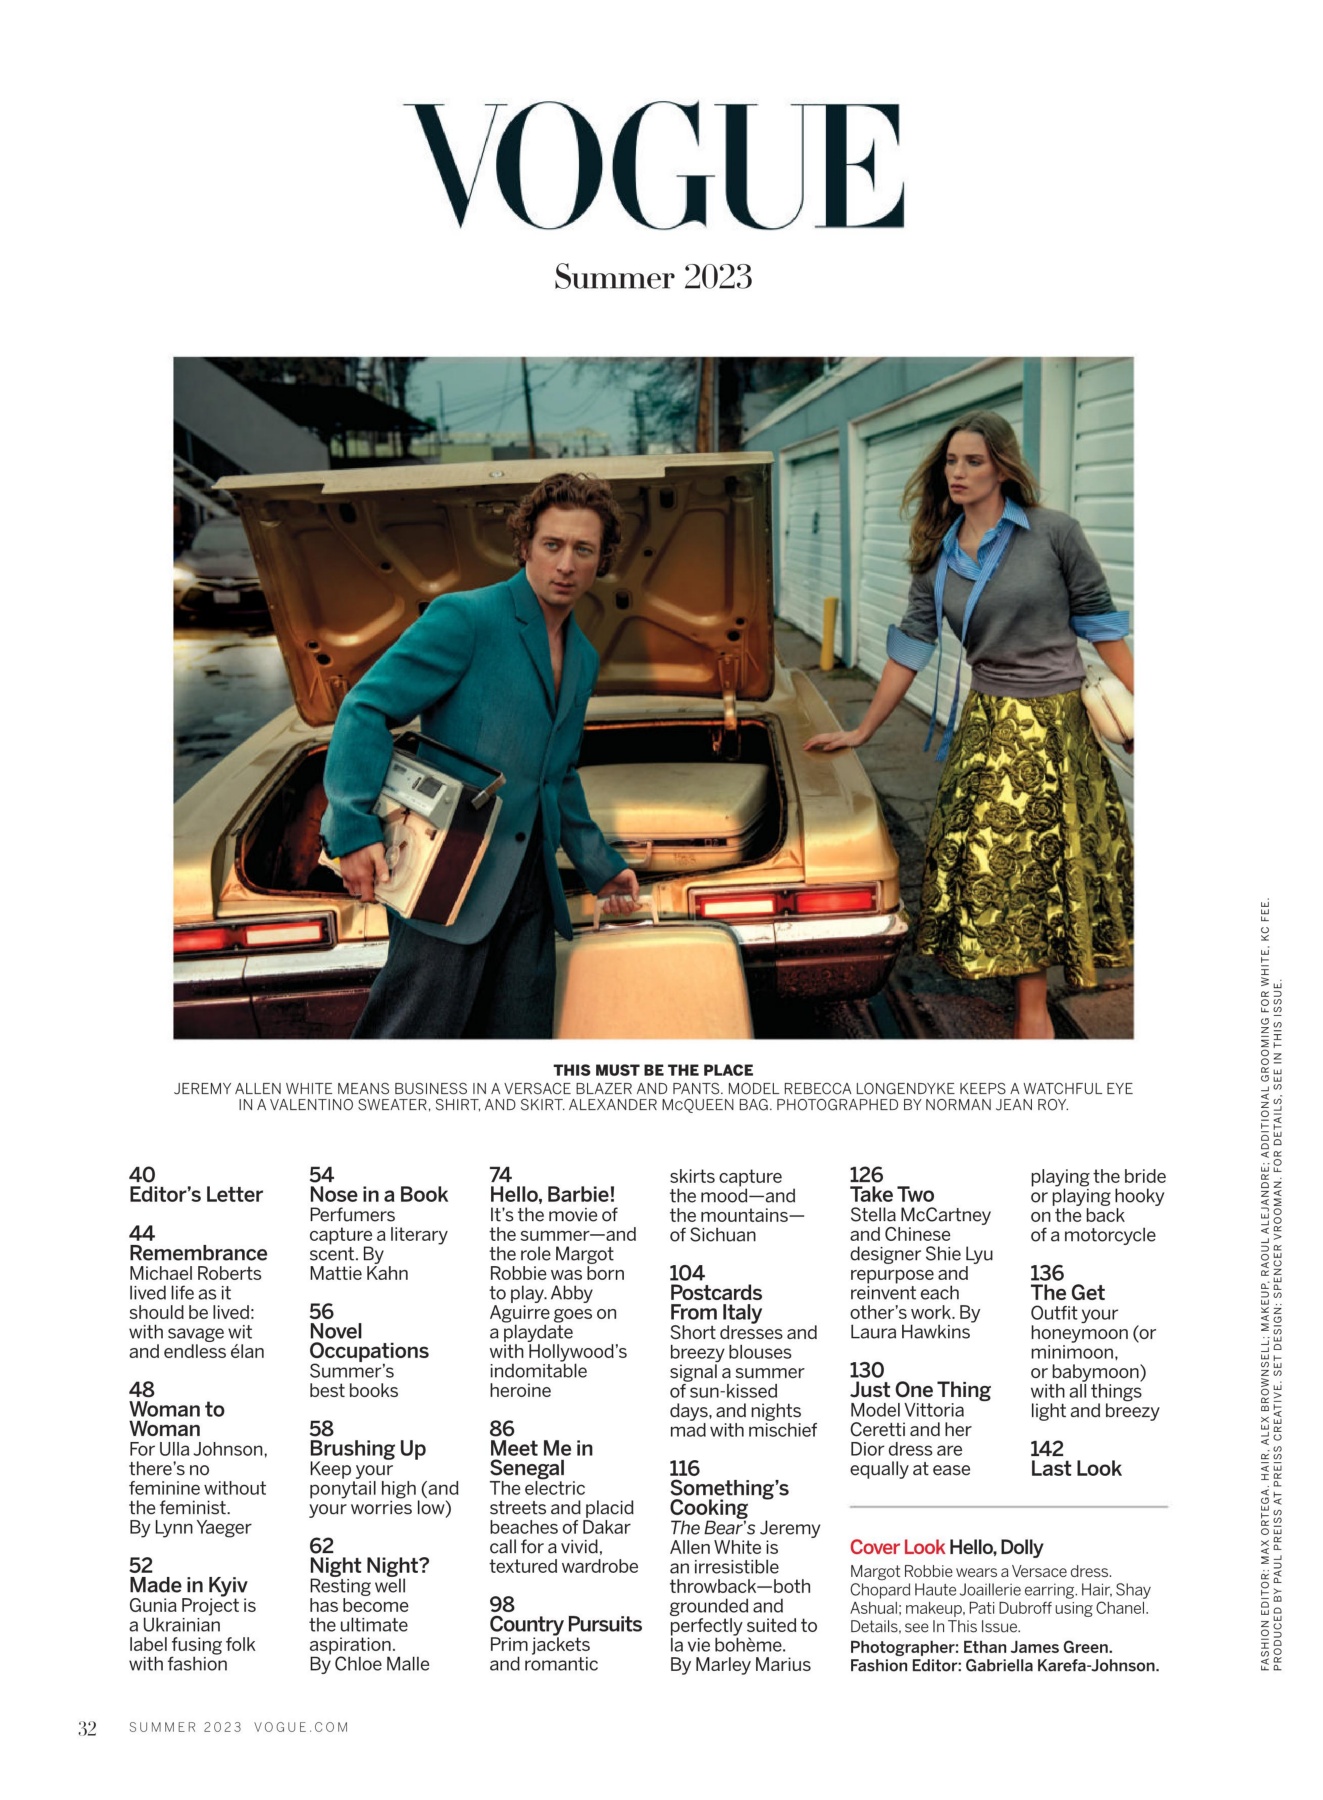 VOGUE
Summer 2023
THIS MUST BE THE PLACE
JEREMY ALLEN WHITE MEANS BUSINESS IN A VERSACE BLAZER AND PANTS. MODEL REBECCA LONGENDYKE KEEPS A WATCHFUL EYE
IN A VALENTINO SWEATER, SHIRT, AND SKIRT. ALEXANDER McQUEEN BAG. PHOTOGRAPHED BY NORMAN JEAN ROY.
40
Editor's Letter
44
Remembrance
Michael Roberts
lived life as it
should be lived:
with savage wit
and endless élan
48
Woman to
Woman
For Ulla Johnson,
there's no
feminine without
the feminist.
By Lynn Yaeger
52
Made in Kyiv
Gunia Project is
a Ukrainian
label fusing folk
with fashion
54
Nose in a Book
Perfumers
capture a literary
scent. By
Mattie Kahn
56
Novel
Occupations
Summer's
best books
58
Brushing Up
Keep your
ponytail high (and
your worries low)
62
Night Night?
Resting well
has become
the ultimate
aspiration.
By Chloe Malle
74
Hello, Barbie!
It's the movie of
the summer—and
the role Margot
Robbie was born
to play. Abby
Aguirre goes on
a playdate
with Hollywood's
indomitable
heroine
86
Meet Me in
Senegal
The electric
streets and placid
beaches of Dakar
call for a vivid,
textured wardrobe
98
Country Pursuits
Prim jackets
and romantic
skirts capture
the mood—and
the mountains—
of Sichuan
104
Postcards
From Italy
Short dresses and
breezy blouses
signal a summer
of sun-kissed
days, and nights
mad with mischief
116
Something's
Cooking
The Bear's Jeremy
Allen White is
an irresistible
throwback—both
grounded and
perfectly suited to
la vie bohème.
By Marley Marius
126
Take Two
Stella McCartney
and Chinese
designer Shie Lyu
repurpose and
reinvent each
other's work. By
Laura Hawkins
130
Just One Thing
Model Vittoria
Ceretti and her
Dior dress are
equally at ease
playing the bride
or playing hooky
on the back
of a motorcycle
136
The Get
Outfit your
honeymoon (or
minimoon,
or babymoon)
with all things
light and breezy
142
Last Look
Cover Look Hello, Dolly
Margot Robbie wears a Versace dress.
Chopard Haute Joaillerie earring. Hair, Shay
Ashual; makeup, Pati Dubroff using Chanel.
Details, see In This Issue.
Photographer: Ethan James Green.
Fashion Editor: Gabriella Karefa-Johnson.
FASHION EDITOR: MAX ORTEGA. HAIR, ALEX BROWNSELL; MAKEUP, RAOUL ALEJANDRE; ADDITIONAL GROOMING FOR WHITE, KC FEE.
PRODUCED BY PAUL PREISS AT PREISS CREATIVE. SET DESIGN: SPENCER VROOMAN. FOR DETAILS, SEE IN THIS ISSUE.
32 SUMMER 2023 VOGUE.COM